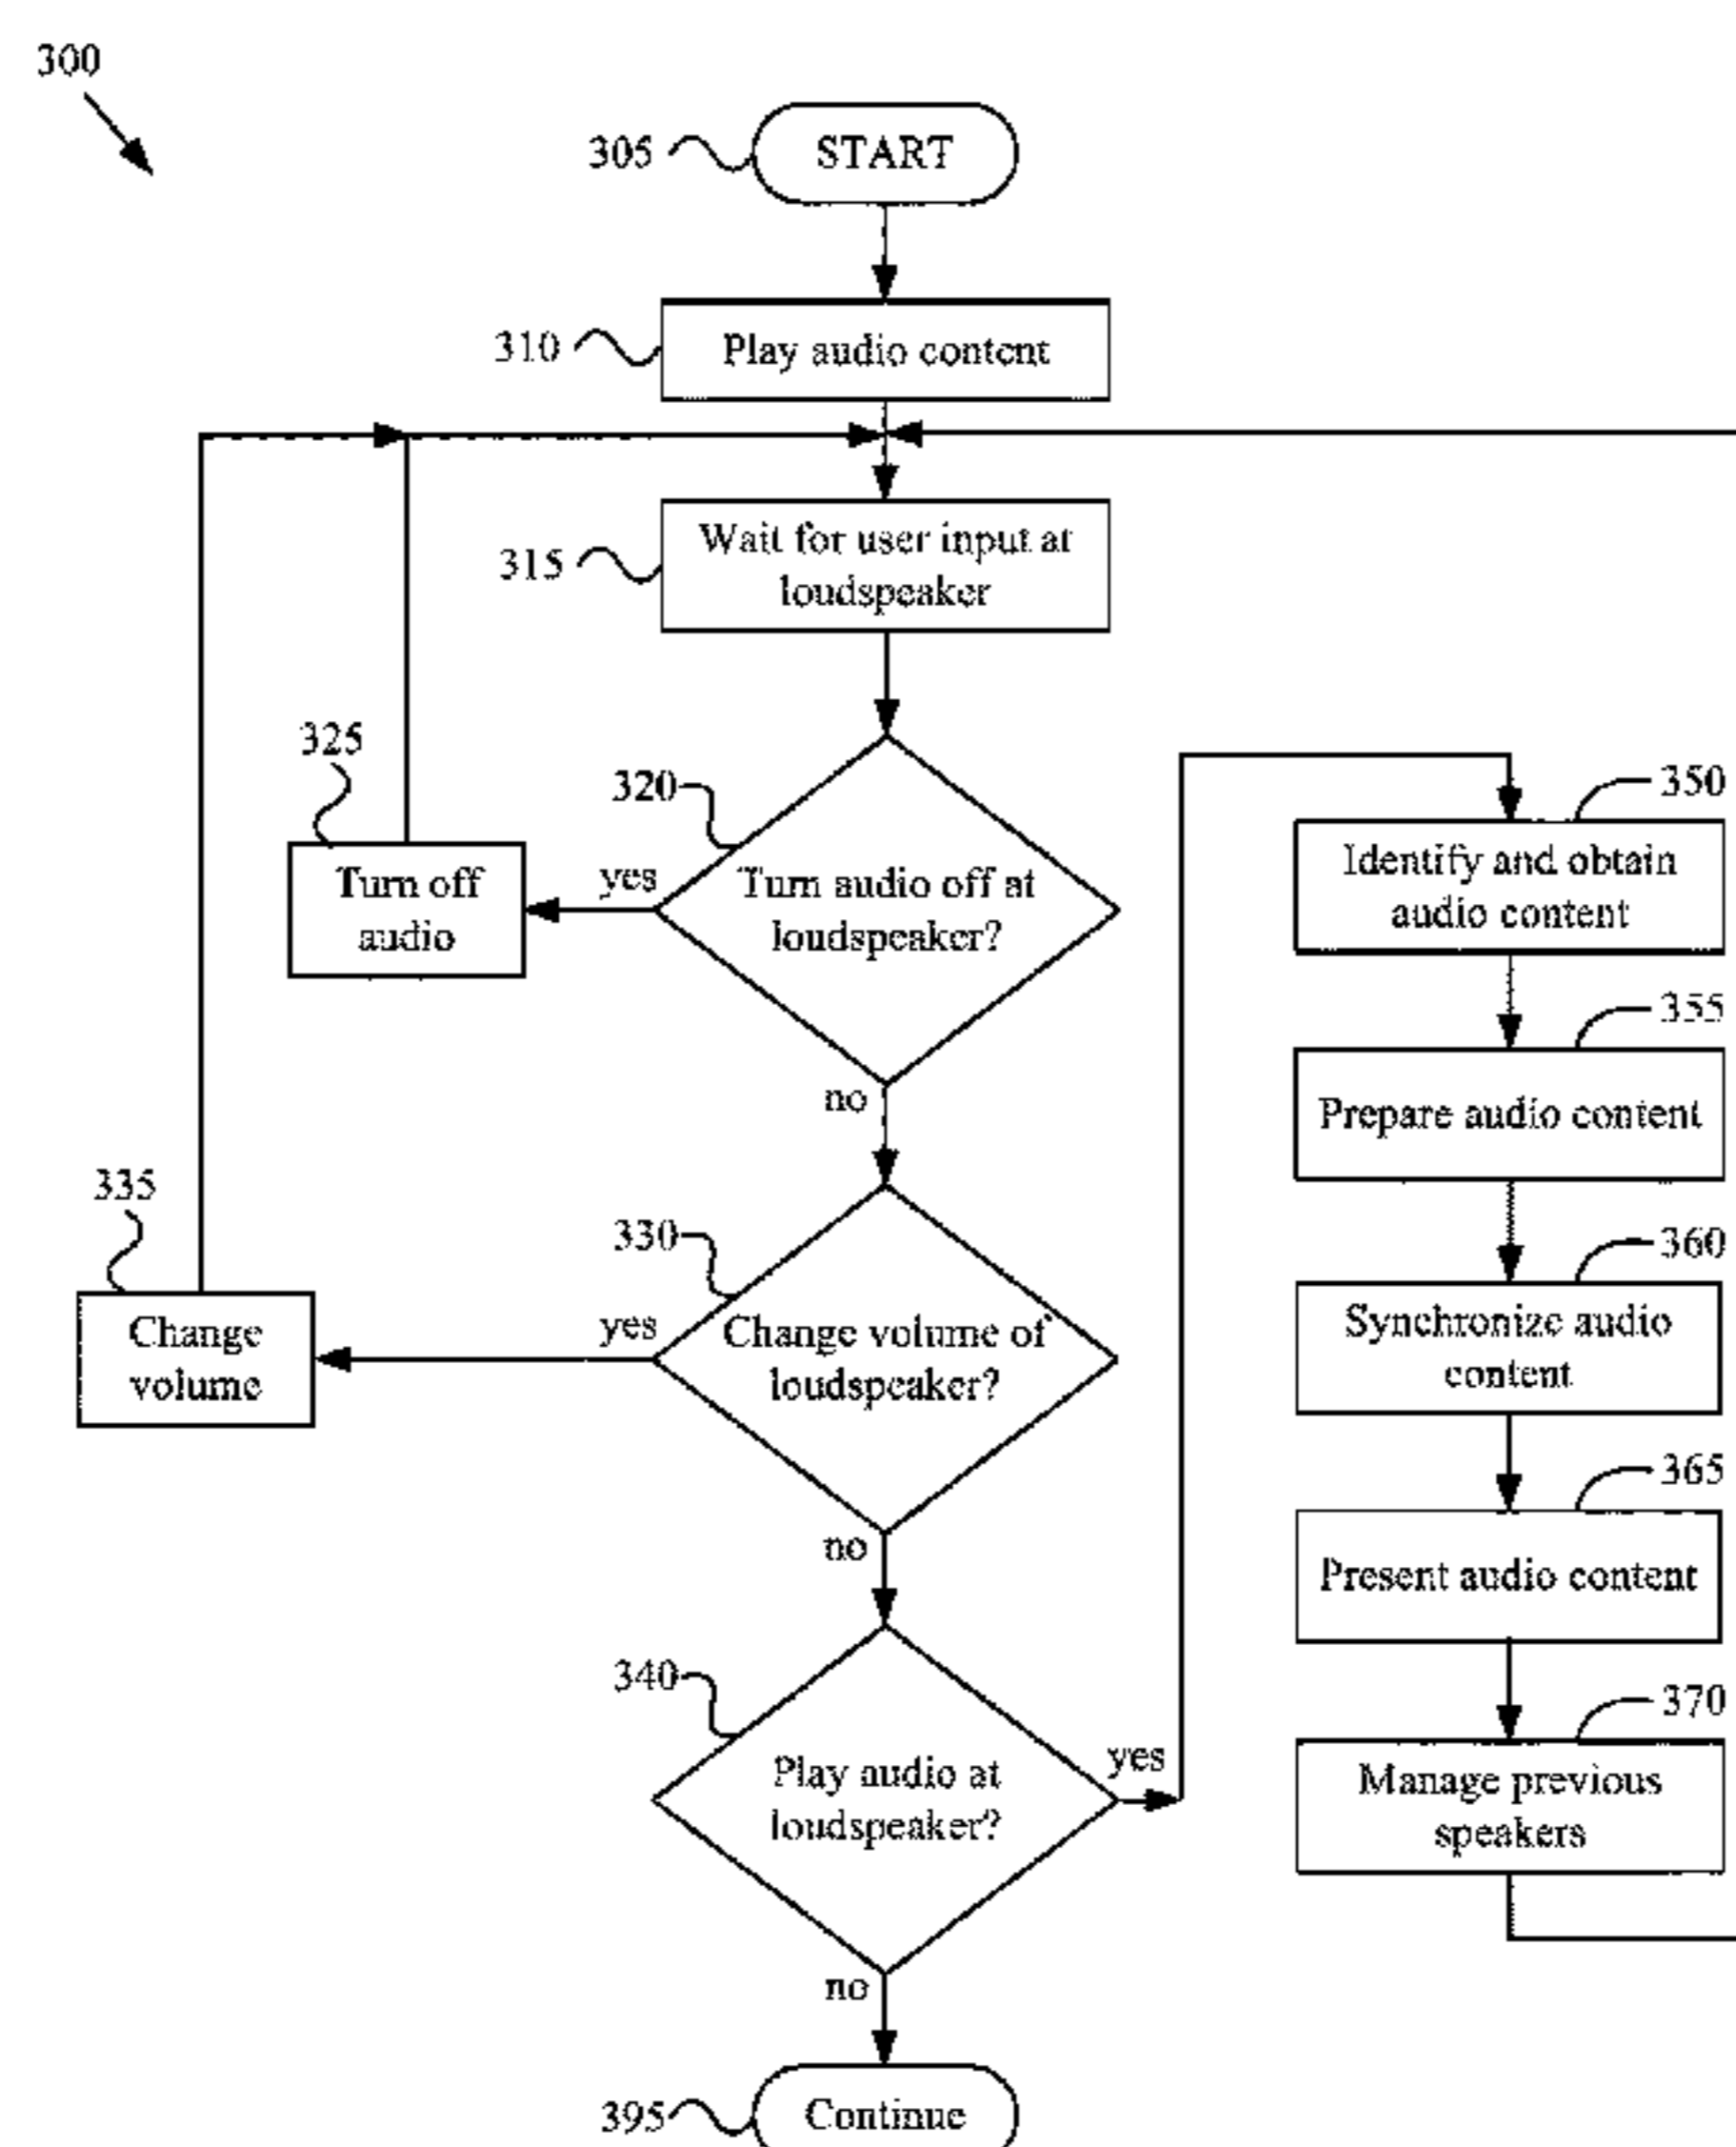 300
305
START
310
Play audio content
315
Wait for user input at
loudspeaker
325
Turn off
audio
320
yes
Turn audio off at
loudspeaker?
no
335
Change
volume
330
yes
Change volume of
loudspeaker?
no
340
Play audio at
loudspeaker?
yes
no
395
Continue
350
Identify and obtain
audio content
355
Prepare audio content
360
Synchronize audio
content
365
Present audio content
370
Manage previous
speakers